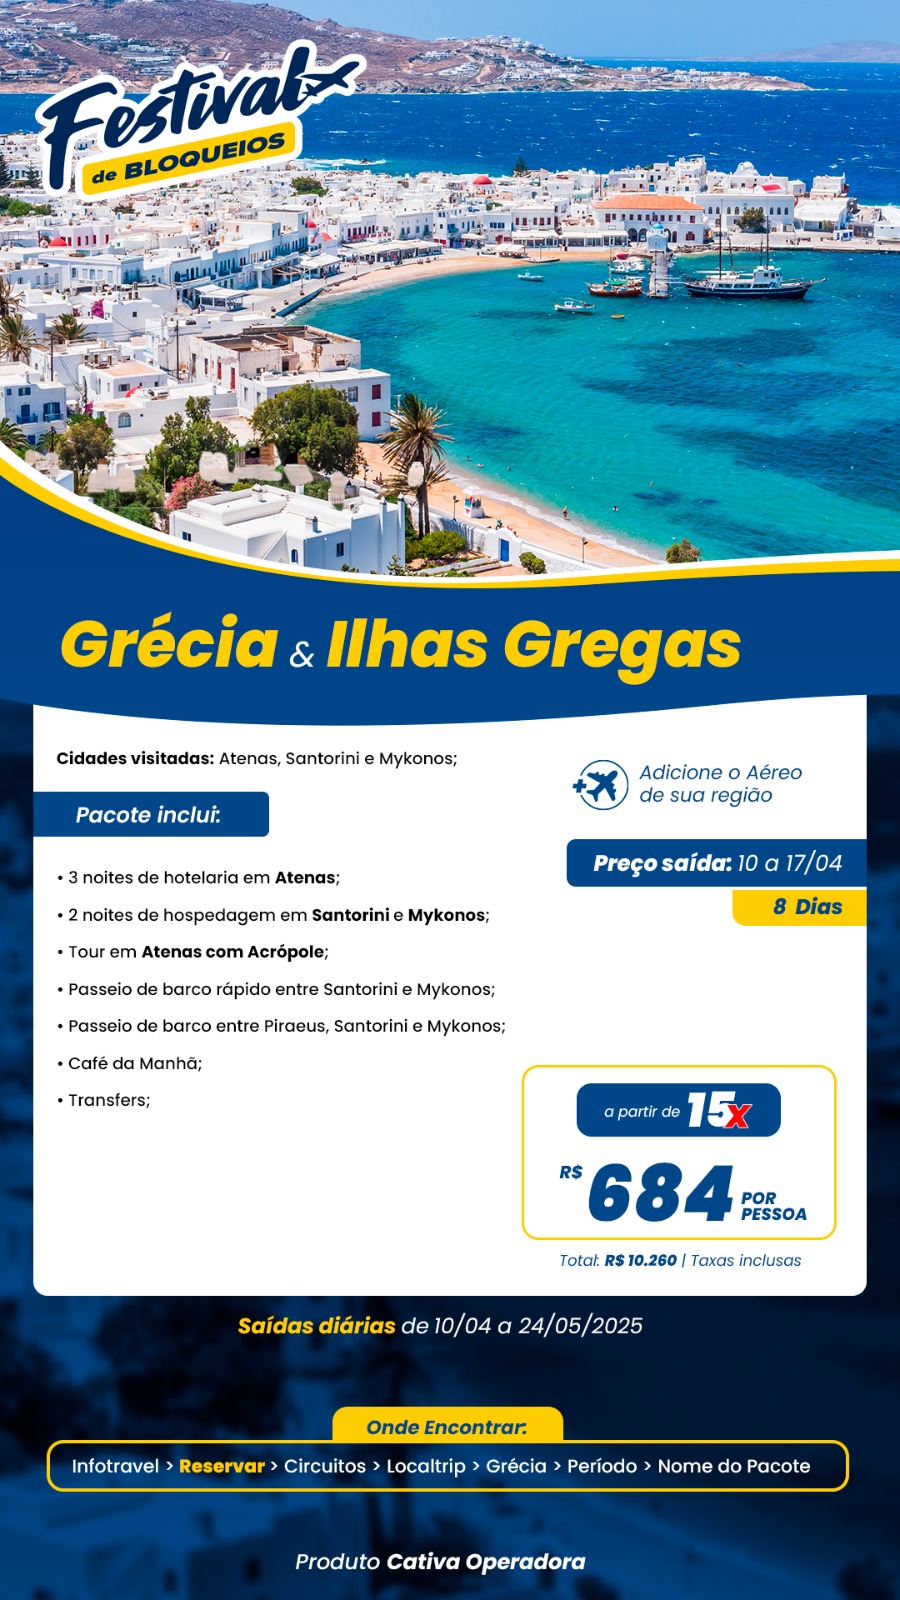 Festival
de BLOQUEIOS
Grécia & Ilhas Gregas
Cidades visitadas: Atenas, Santorini e Mykonos;
Adicione o Aéreo
de sua região
Pacote inclui:
Preço saída: 10 a 17/04
8 Dias
• 3 noites de hotelaria em Atenas;
• 2 noites de hospedagem em Santorini e Mykonos;
• Tour em Atenas com Acrópole;
• Passeio de barco rápido entre Santorini e Mykonos;
• Passeio de barco entre Piraeus, Santorini e Mykonos;
• Café da Manhã;
• Transfers;
a partir de 15x
R$ 684 POR
PESSOA
Total: R$ 10.260 | Taxas inclusas
Saídas diárias de 10/04 a 24/05/2025
Onde Encontrar:
Infotravel > Reservar > Circuitos > Localtrip > Grécia > Período > Nome do Pacote
Produto Cativa Operadora